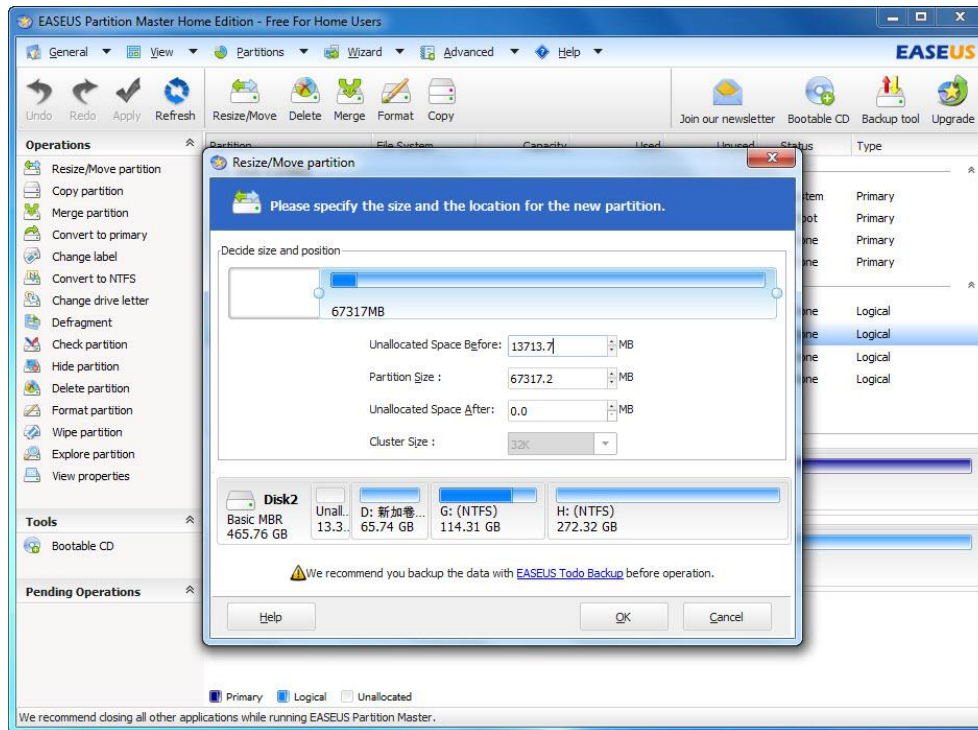 EASEUS Partition Master Home Edition - Free For Home Users
General View Partitions Wizard Advanced Help EASEUS
Undo Redo Apply Refresh Resize/Move Delete Merge Format Copy Join our newsletter Bootable CD Backup tool Upgrade
Operations
Resize/Move partition
Copy partition
Merge partition
Convert to primary
Change label
Convert to NTFS
Change drive letter
Defragment
Check partition
Hide partition
Delete partition
Format partition
Wipe partition
Explore partition
View properties
Tools
Bootable CD
Pending Operations
Partition File System Capacity Used Unused Status Type
Primary
Primary
Primary
Primary
Logical
Logical
Logical
Logical
Resize/Move partition
Please specify the size and the location for the new partition.
Decide size and position
67317MB
Unallocated Space Before: 13713.7 MB
Partition Size : 67317.2 MB
Unallocated Space After: 0.0 MB
Cluster Size : 32K
Disk2
Basic MBR
465.76 GB
Unall..
13.3..
D: 新加卷...
65.74 GB
G: (NTFS)
114.31 GB
H: (NTFS)
272.32 GB
We recommend you backup the data with EASEUS Todo Backup before operation.
Help OK Cancel
Primary Logical Unallocated
We recommend closing all other applications while running EASEUS Partition Master.